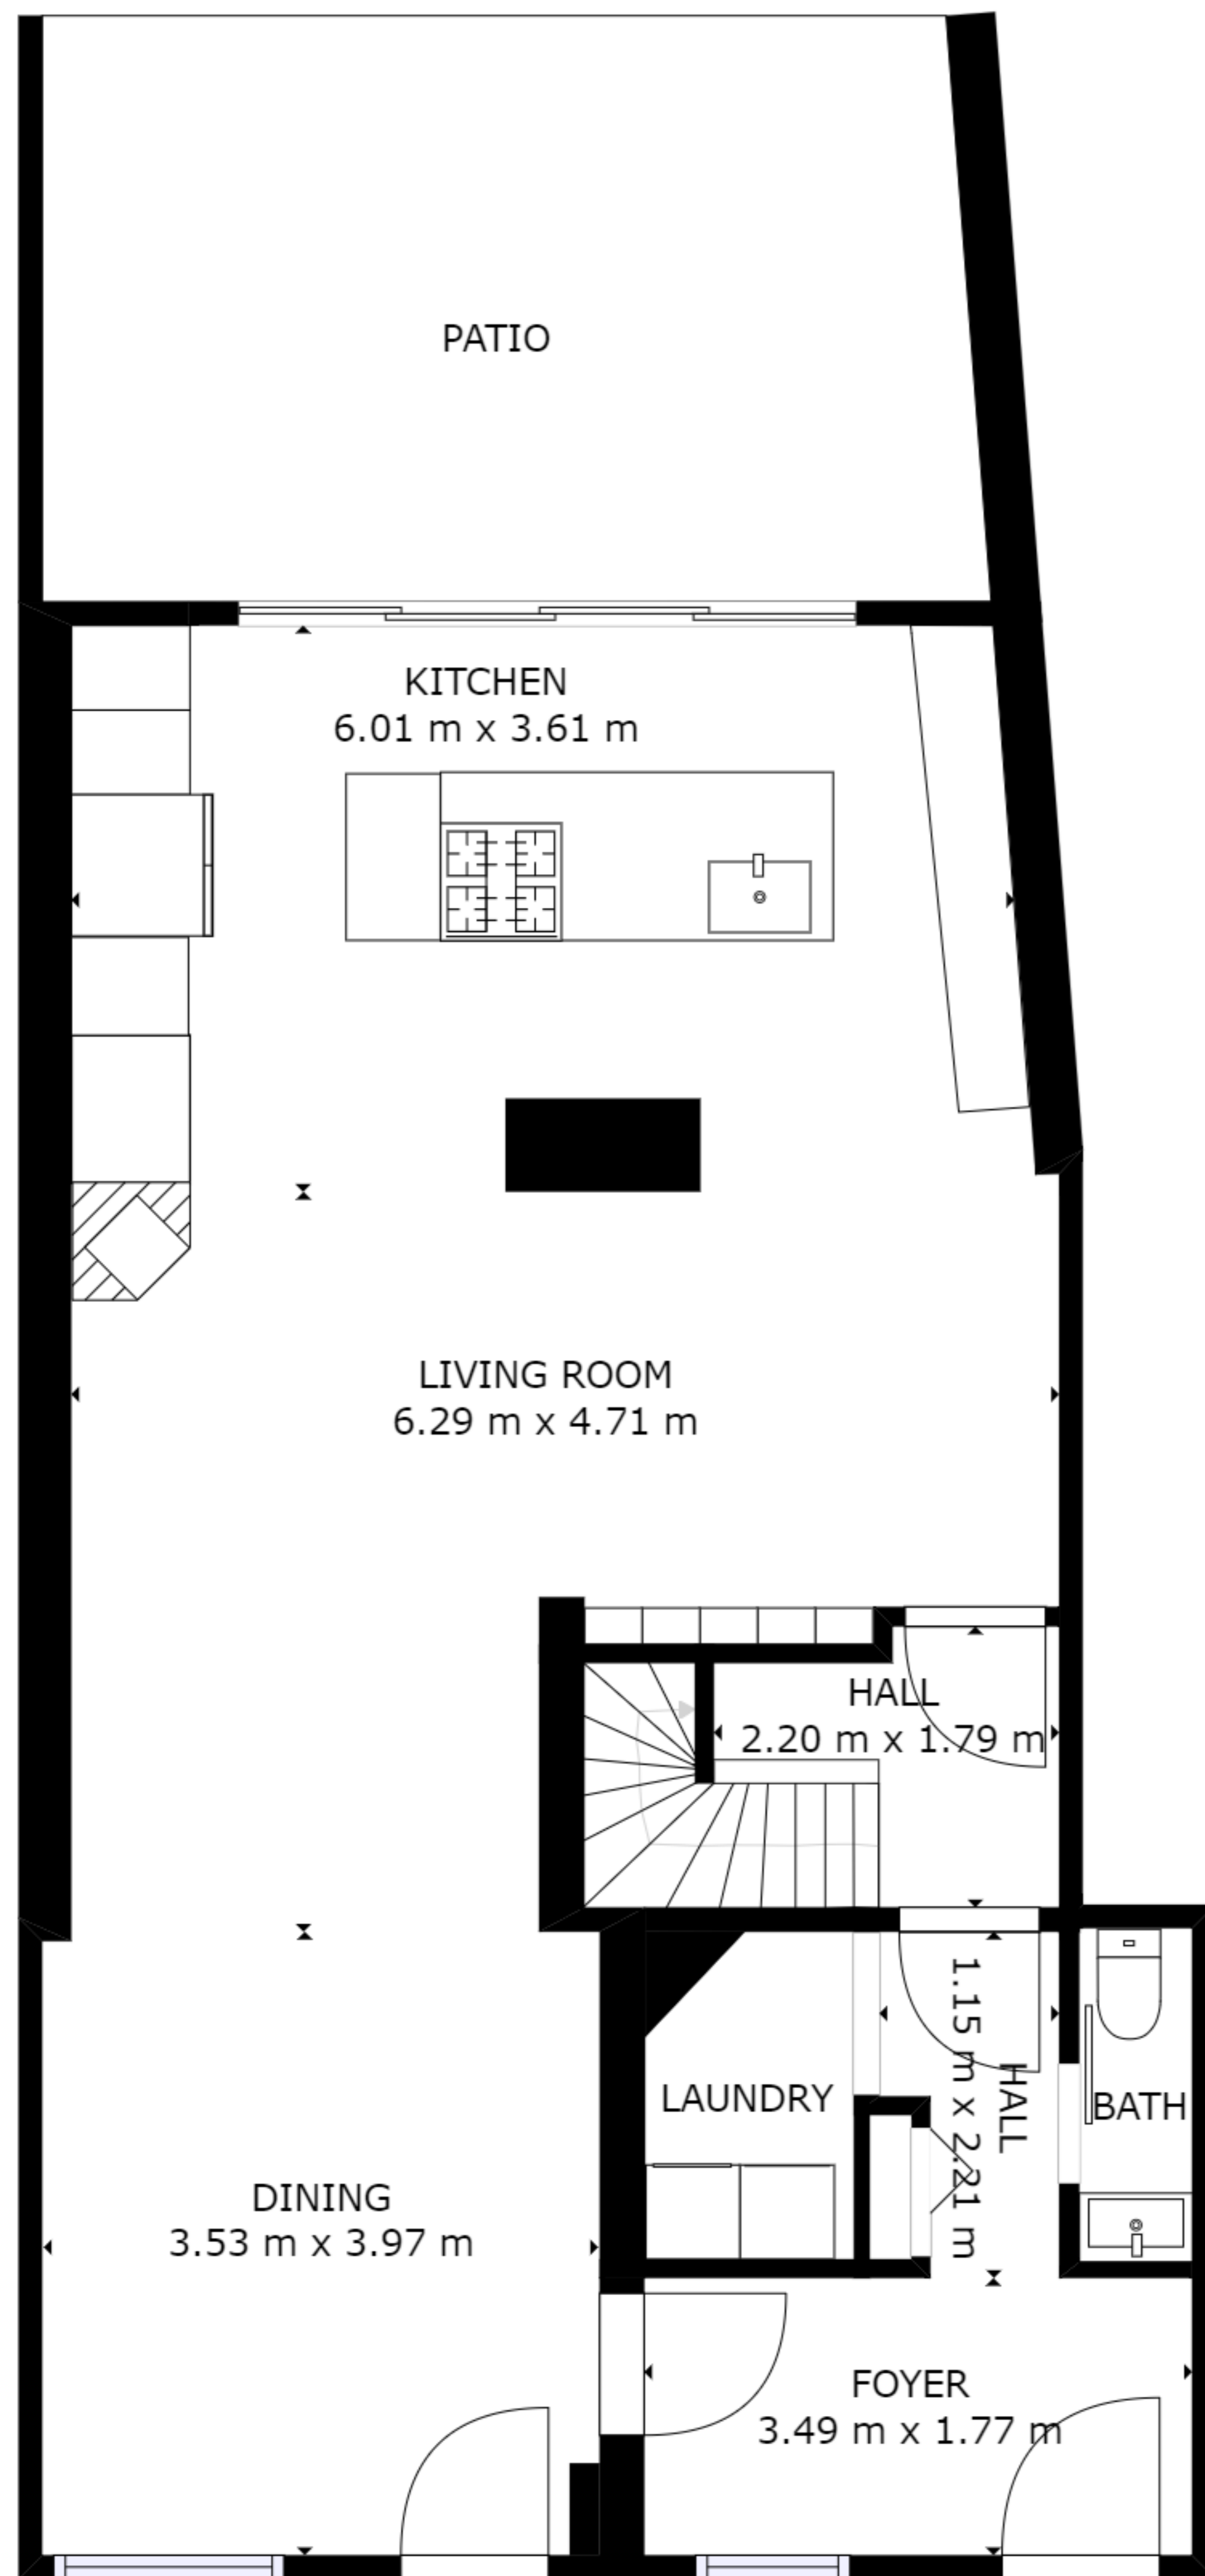 PATIO
KITCHEN
6.01 m x 3.61 m
LIVING ROOM
6.29 m x 4.71 m
HALL
2.20 m x 1.79 m
HALL
1.15 m x 2.21 m
LAUNDRY
BATH
DINING
3.53 m x 3.97 m
FOYER
3.49 m x 1.77 m